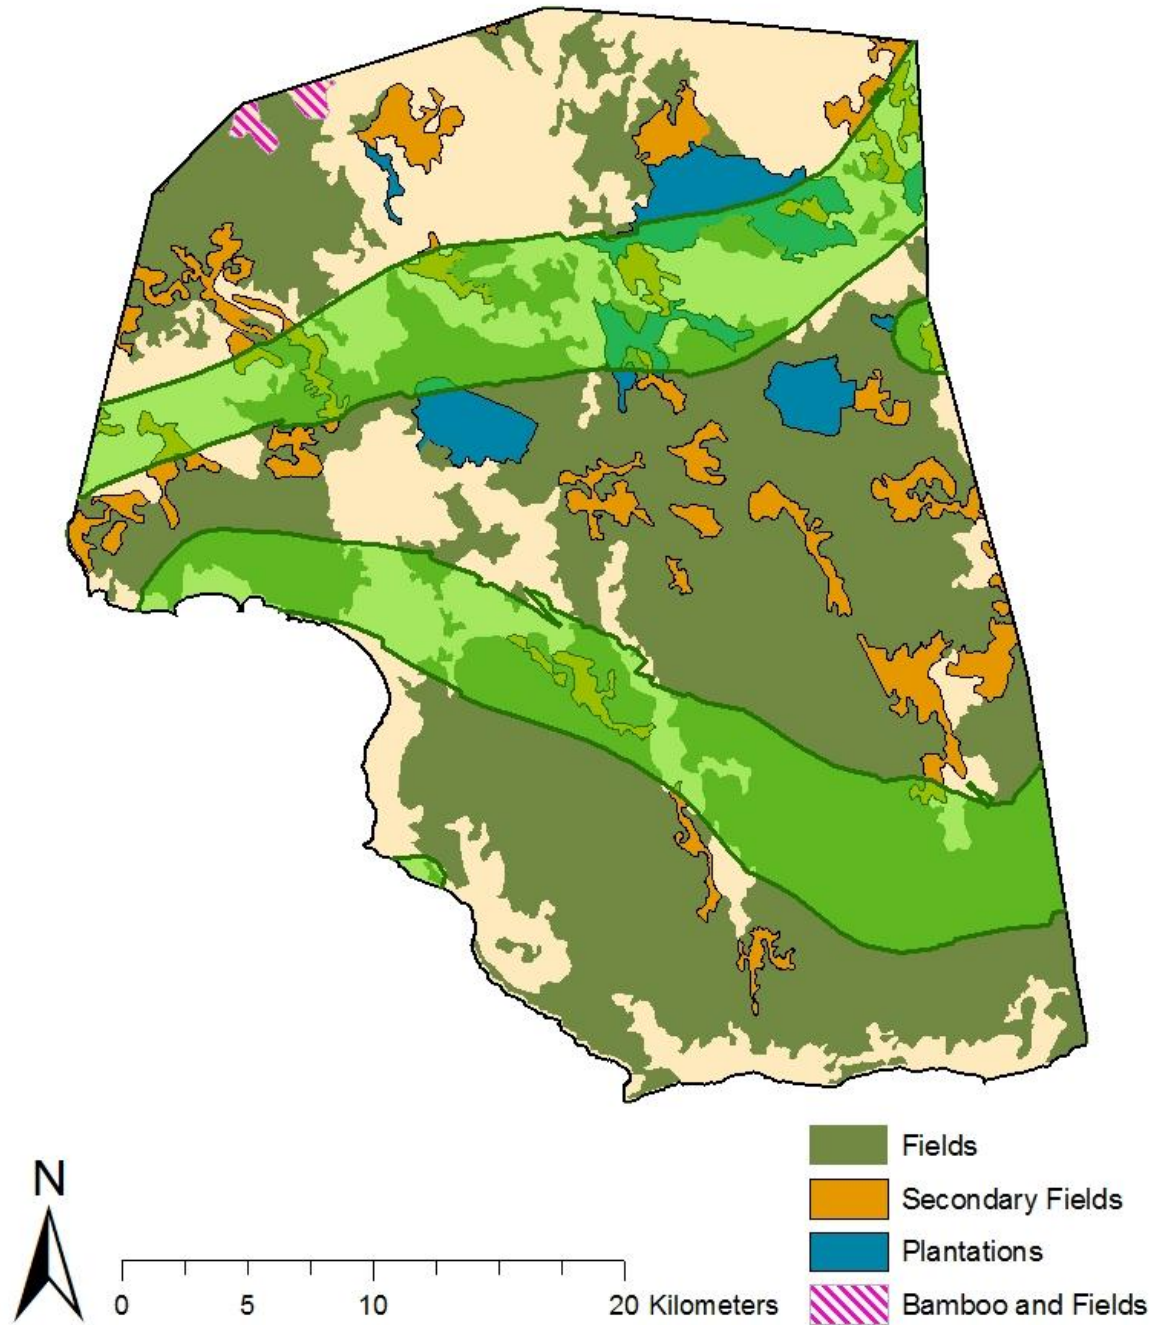 Fields
N
Secondary Fields
Plantations
0 5 10 20 Kilometers
Bamboo and Fields